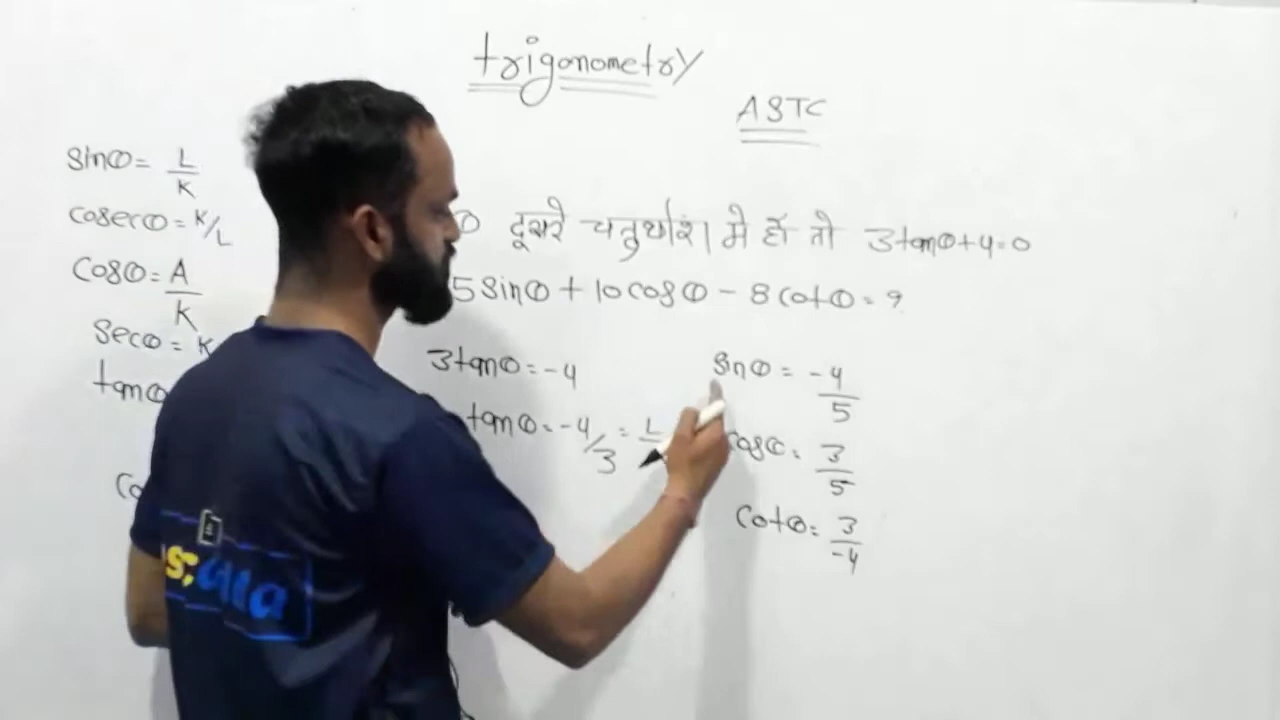 trigonometry
ASTC
sinθ = L/K
cosecθ = K/L
cosθ = A/K
secθ = K
tanθ
θ दूसरे चतुर्थांश मे हो तो 3tanθ+4=0
5sinθ + 10cosθ - 8cotθ = ?
3tanθ = -4
tanθ = -4/3 = L
sinθ = -4/5
cosθ = 3/5
cotθ = 3/-4